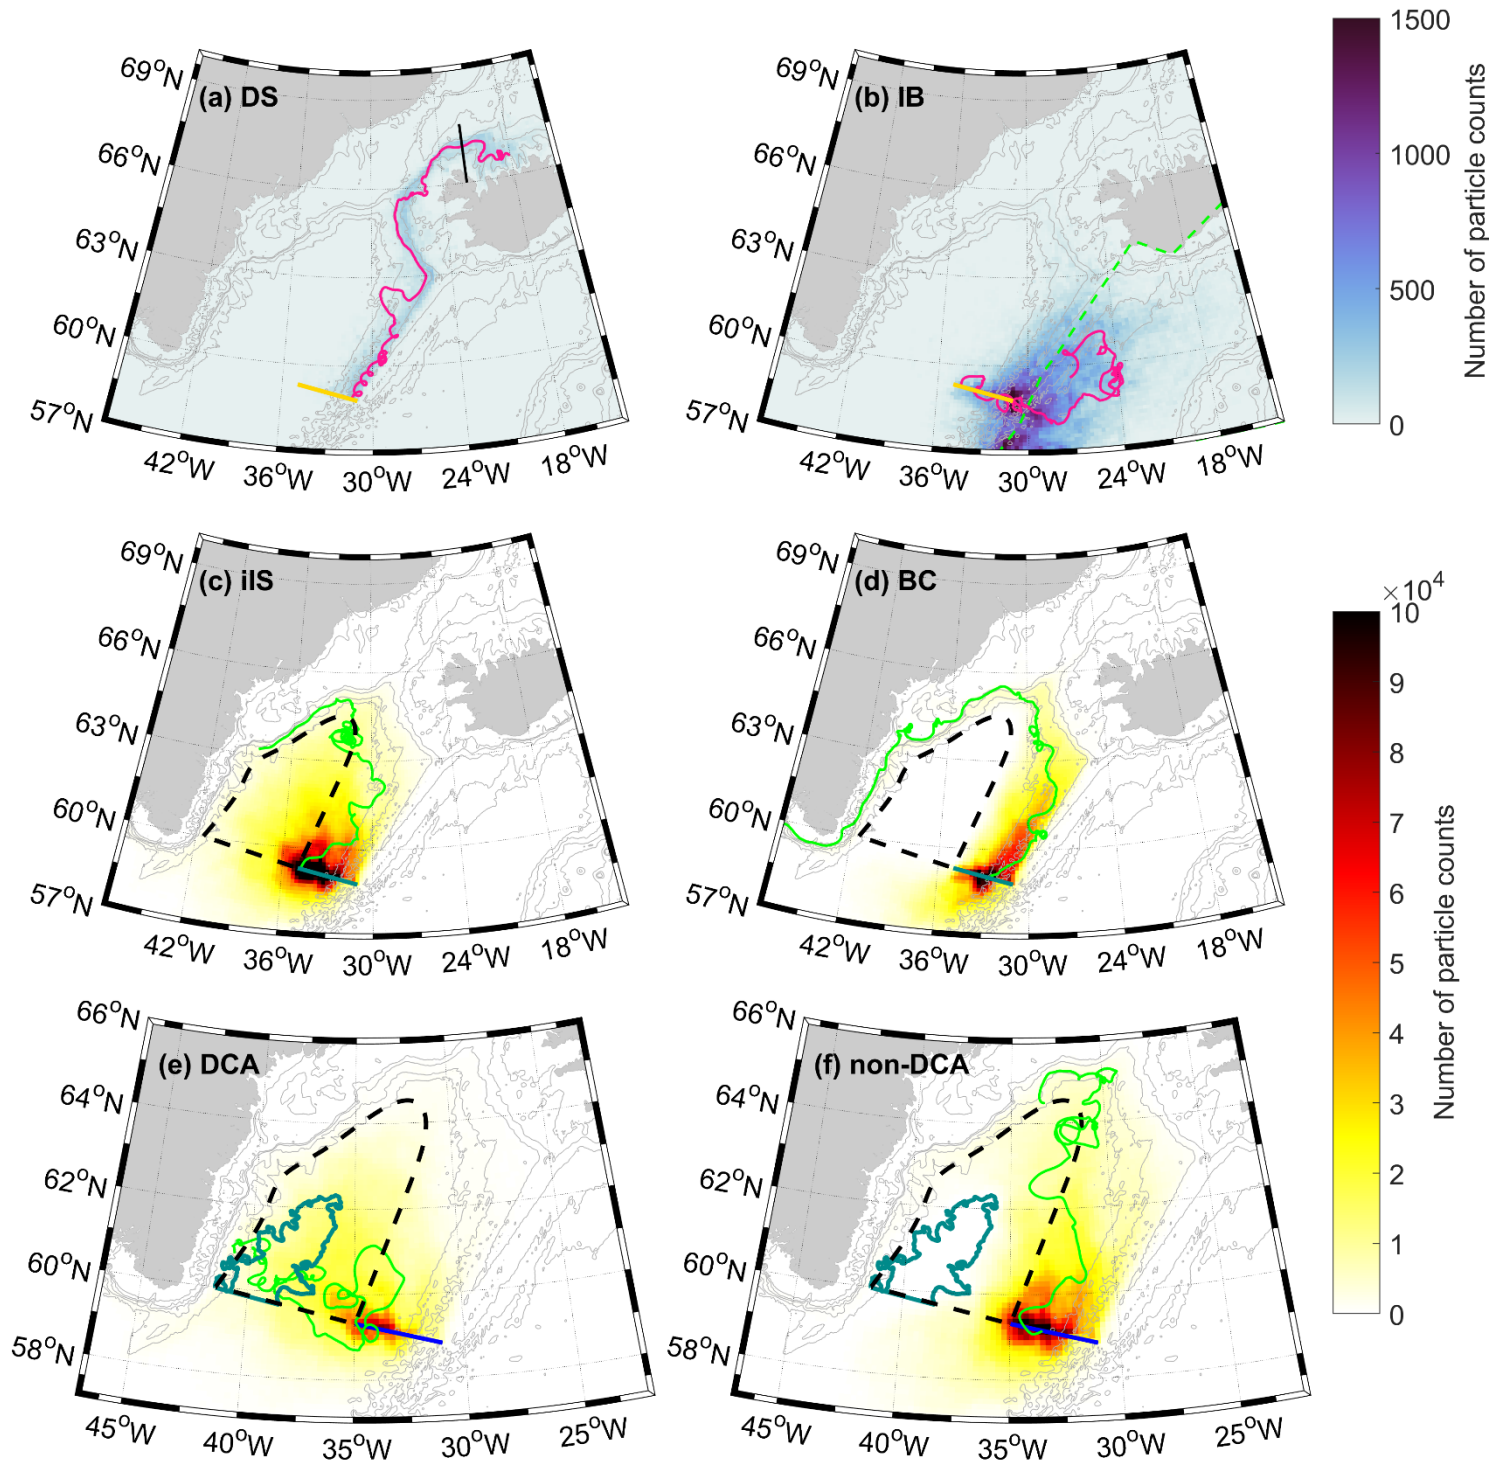 (a) DS
69°N
66°N
63°N
60°N
57°N
42°W
36°W
30°W
24°W
18°W
(b) IB
69°N
66°N
63°N
60°N
57°N
42°W
36°W
30°W
24°W
18°W
1500
1000
500
0
Number of particle counts
(c) iIS
69°N
66°N
63°N
60°N
57°N
42°W
36°W
30°W
24°W
18°W
(d) BC
69°N
66°N
63°N
60°N
57°N
42°W
36°W
30°W
24°W
18°W
×10⁴
10
9
8
7
6
5
4
3
2
1
0
Number of particle counts
(e) DCA
66°N
64°N
62°N
60°N
58°N
45°W
40°W
35°W
30°W
25°W
(f) non-DCA
66°N
64°N
62°N
60°N
58°N
45°W
40°W
35°W
30°W
25°W